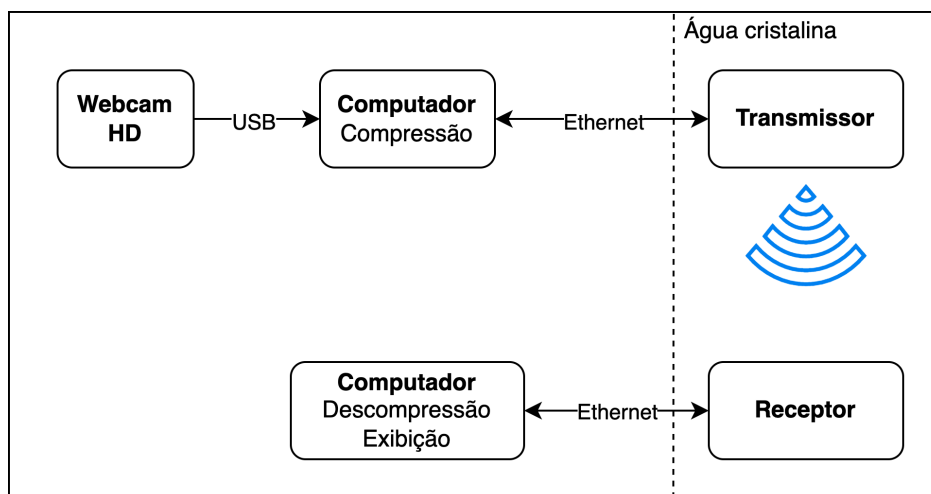 Água cristalina
Webcam
HD
USB
Computador
Compressão
Ethernet
Transmissor
Computador
Descompressão
Exibição
Ethernet
Receptor